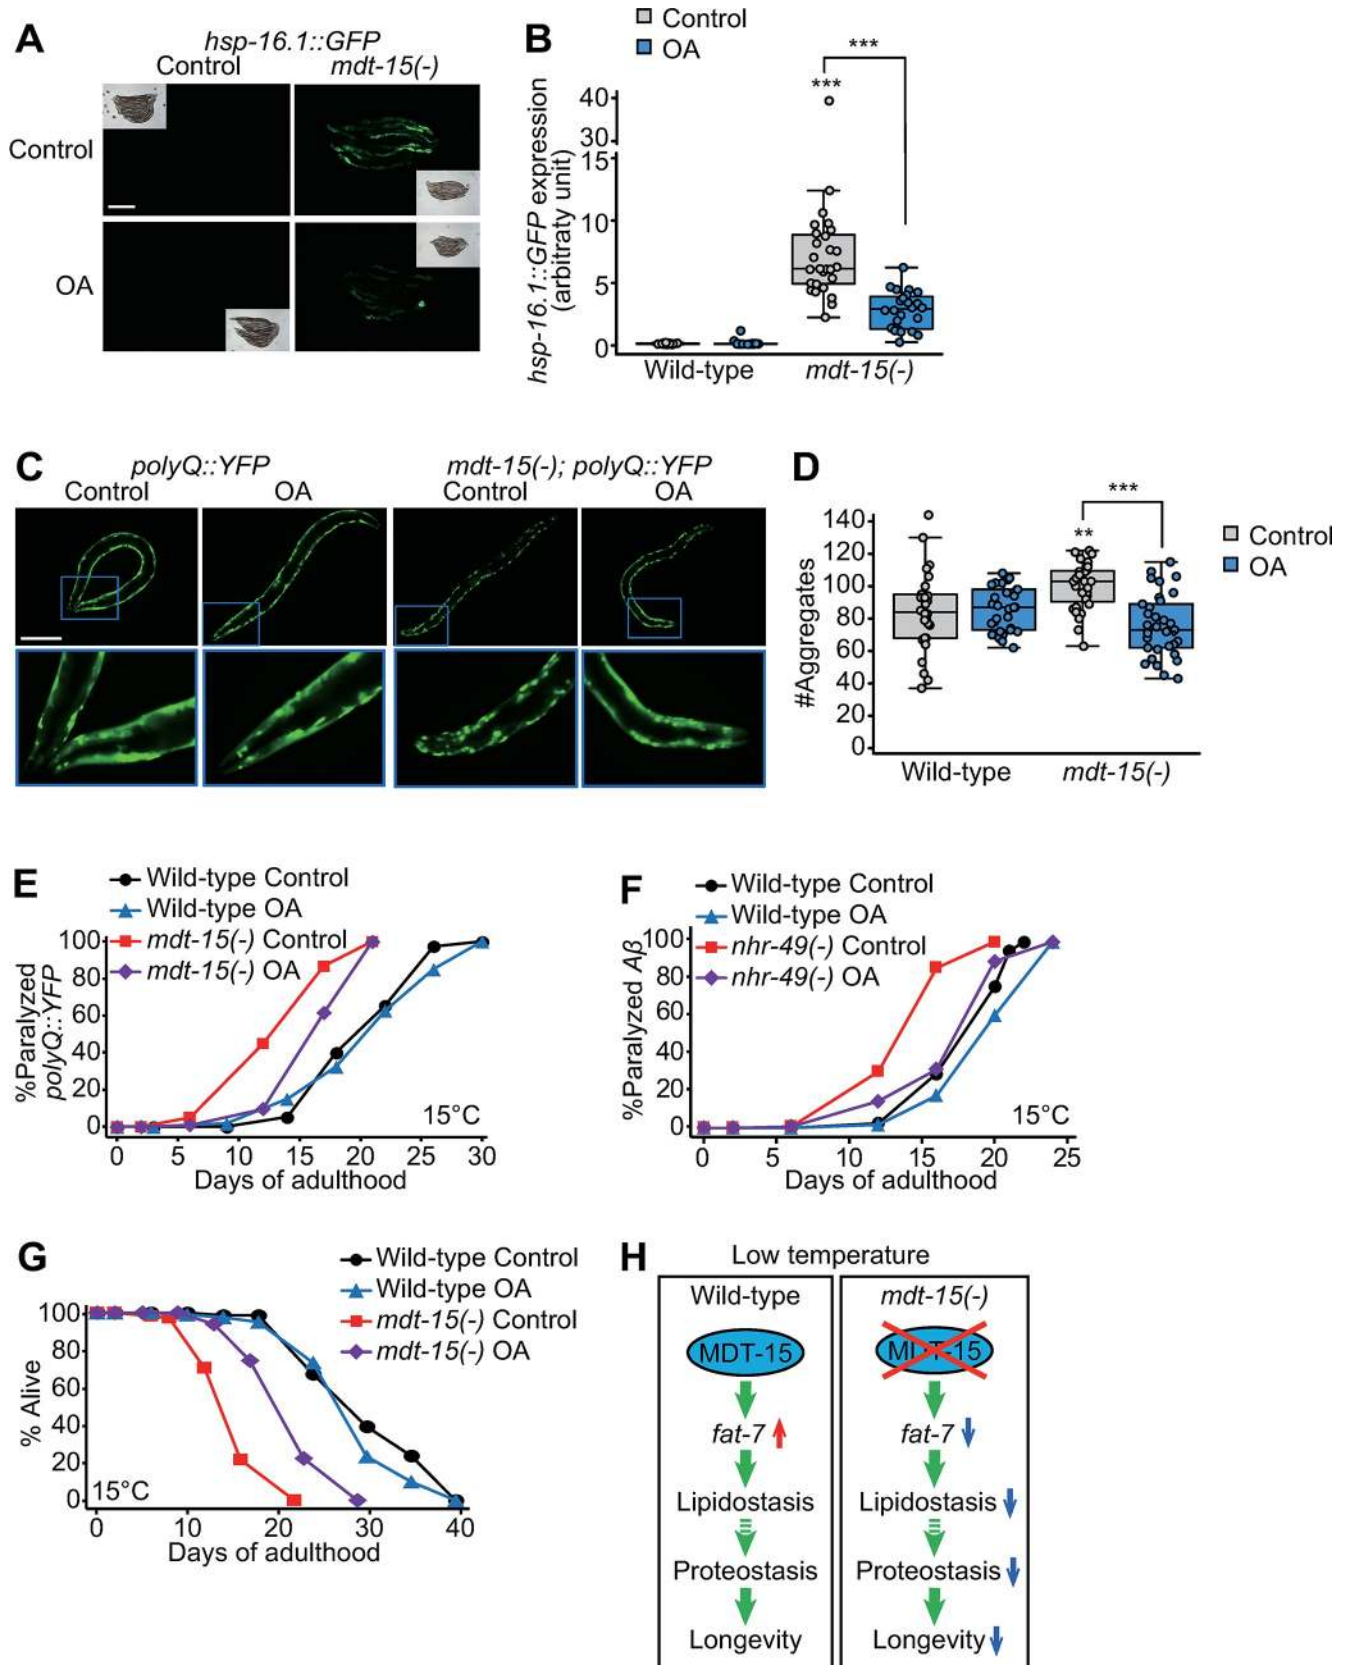 A
hsp-16.1::GFP
Control
mdt-15(-)
Control
OA
B
Control
OA
***
***
hsp-16.1::GFP expression
(arbitraty unit)
40
30
15
10
5
0
Wild-type
mdt-15(-)
C
polyQ::YFP
mdt-15(-); polyQ::YFP
Control
OA
Control
OA
D
***
**
Control
OA
#Aggregates
140
120
100
80
60
40
20
0
Wild-type
mdt-15(-)
E
Wild-type Control
Wild-type OA
mdt-15(-) Control
mdt-15(-) OA
%Paralyzed
polyQ::YFP
100
80
60
40
20
0
15°C
0 5 10 15 20 25 30
Days of adulthood
F
Wild-type Control
Wild-type OA
nhr-49(-) Control
nhr-49(-) OA
%Paralyzed Aβ
100
80
60
40
20
0
15°C
0 5 10 15 20 25
Days of adulthood
G
Wild-type Control
Wild-type OA
mdt-15(-) Control
mdt-15(-) OA
% Alive
100
80
60
40
20
0
15°C
0 10 20 30 40
Days of adulthood
H
Low temperature
Wild-type
MDT-15
fat-7
Lipidostasis
Proteostasis
Longevity
mdt-15(-)
MDT-15
fat-7
Lipidostasis
Proteostasis
Longevity